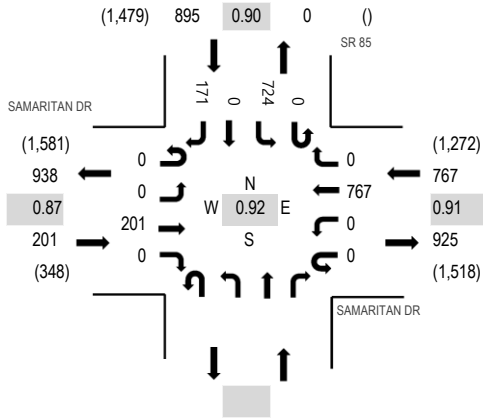 (1,479) 895 0.90 0 ()
SR 85
171 0 724 0
SAMARITAN DR
(1,581)
938
0.87
201
(348)
0
0
201
0
N
W 0.92 E
S
0
767
0
0
(1,272)
767
0.91
925
(1,518)
SAMARITAN DR